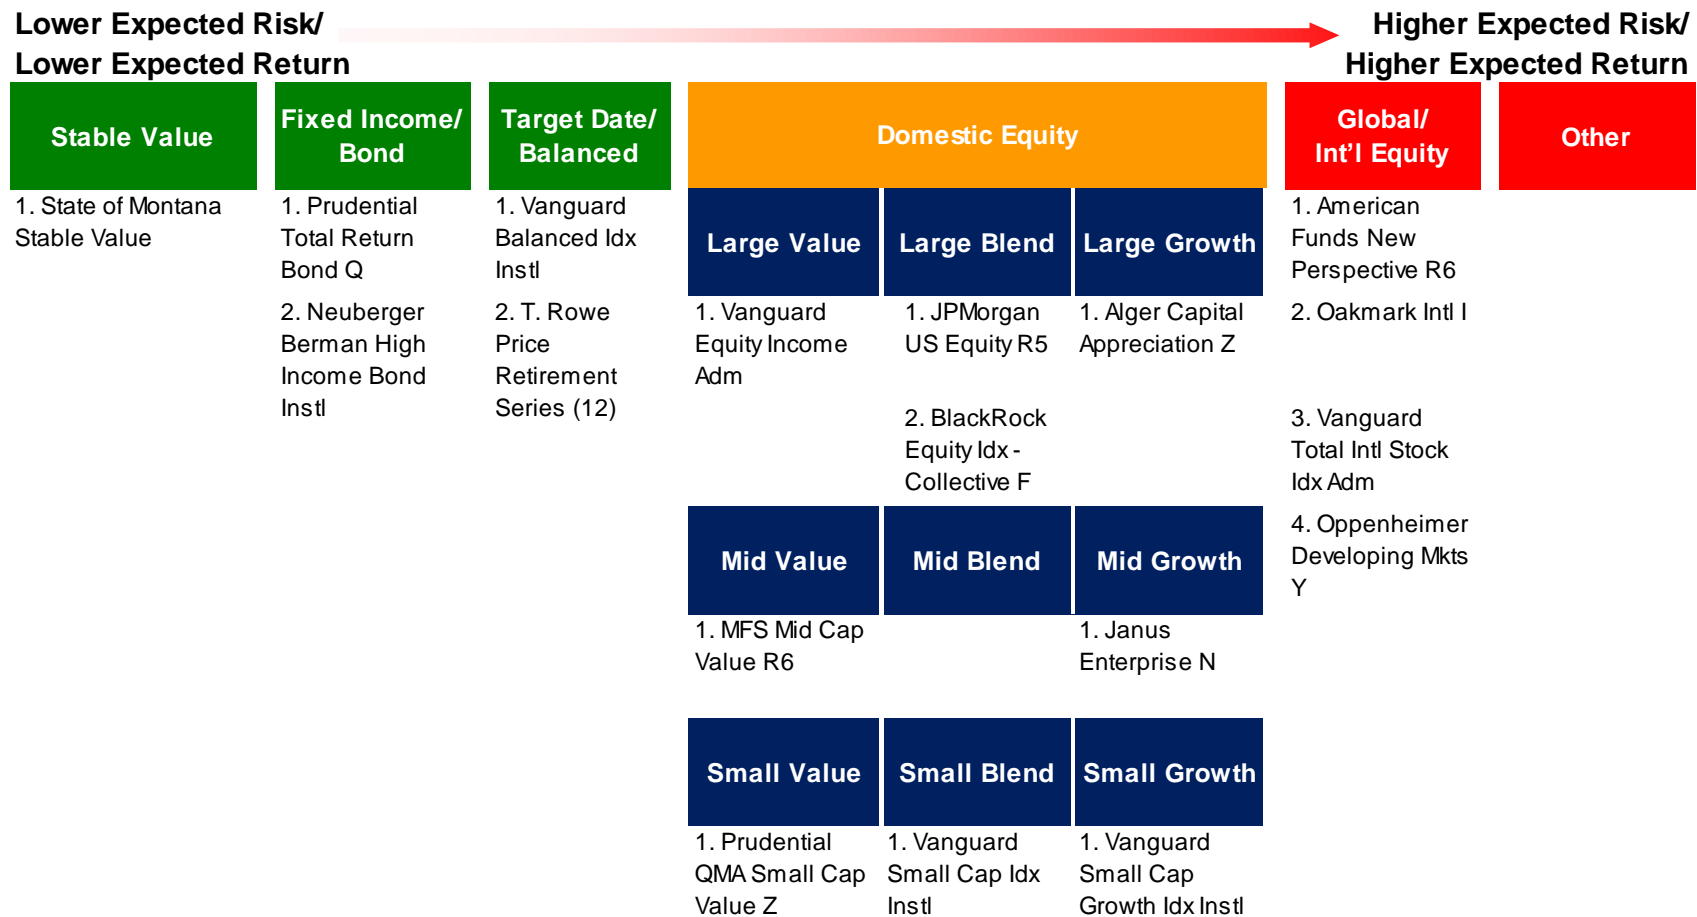 Lower Expected Risk/
Lower Expected Return
Higher Expected Risk/
Higher Expected Return
Stable Value
Fixed Income/
Bond
Target Date/
Balanced
Domestic Equity
Global/
Int'l Equity
Other
1. State of Montana
Stable Value
1. Prudential
Total Return
Bond Q
2. Neuberger
Berman High
Income Bond
Instl
1. Vanguard
Balanced Idx
Instl
2. T. Rowe
Price
Retirement
Series (12)
Large Value
Large Blend
Large Growth
1. Vanguard
Equity Income
Adm
1. JPMorgan
US Equity R5
2. BlackRock
Equity Idx -
Collective F
1. Alger Capital
Appreciation Z
Mid Value
Mid Blend
Mid Growth
1. MFS Mid Cap
Value R6
1. Janus
Enterprise N
Small Value
Small Blend
Small Growth
1. Prudential
QMA Small Cap
Value Z
1. Vanguard
Small Cap Idx
Instl
1. Vanguard
Small Cap
Growth Idx Instl
1. American
Funds New
Perspective R6
2. Oakmark Intl I
3. Vanguard
Total Intl Stock
Idx Adm
4. Oppenheimer
Developing Mkts
Y